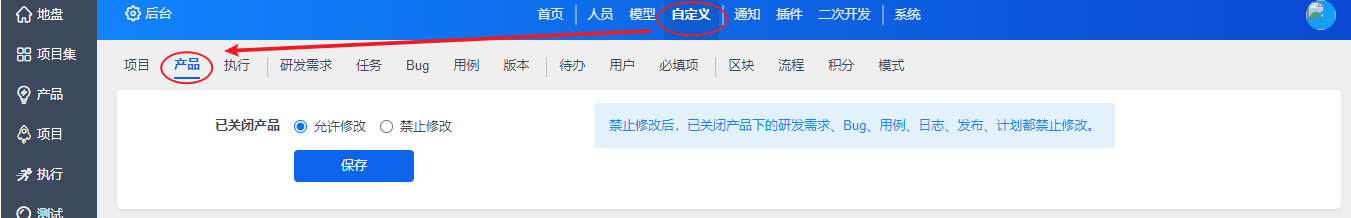 地盘
后台
首页 人员 模型 自定义 通知 插件 二次开发 系统
项目集
项目 产品 执行 研发需求 任务 Bug 用例 版本 待办 用户 必填项 区块 流程 积分 模式
产品
已关闭产品 允许修改 禁止修改
禁止修改后，已关闭产品下的研发需求、Bug、用例、日志、发布、计划都禁止修改。
项目
保存
执行
测试